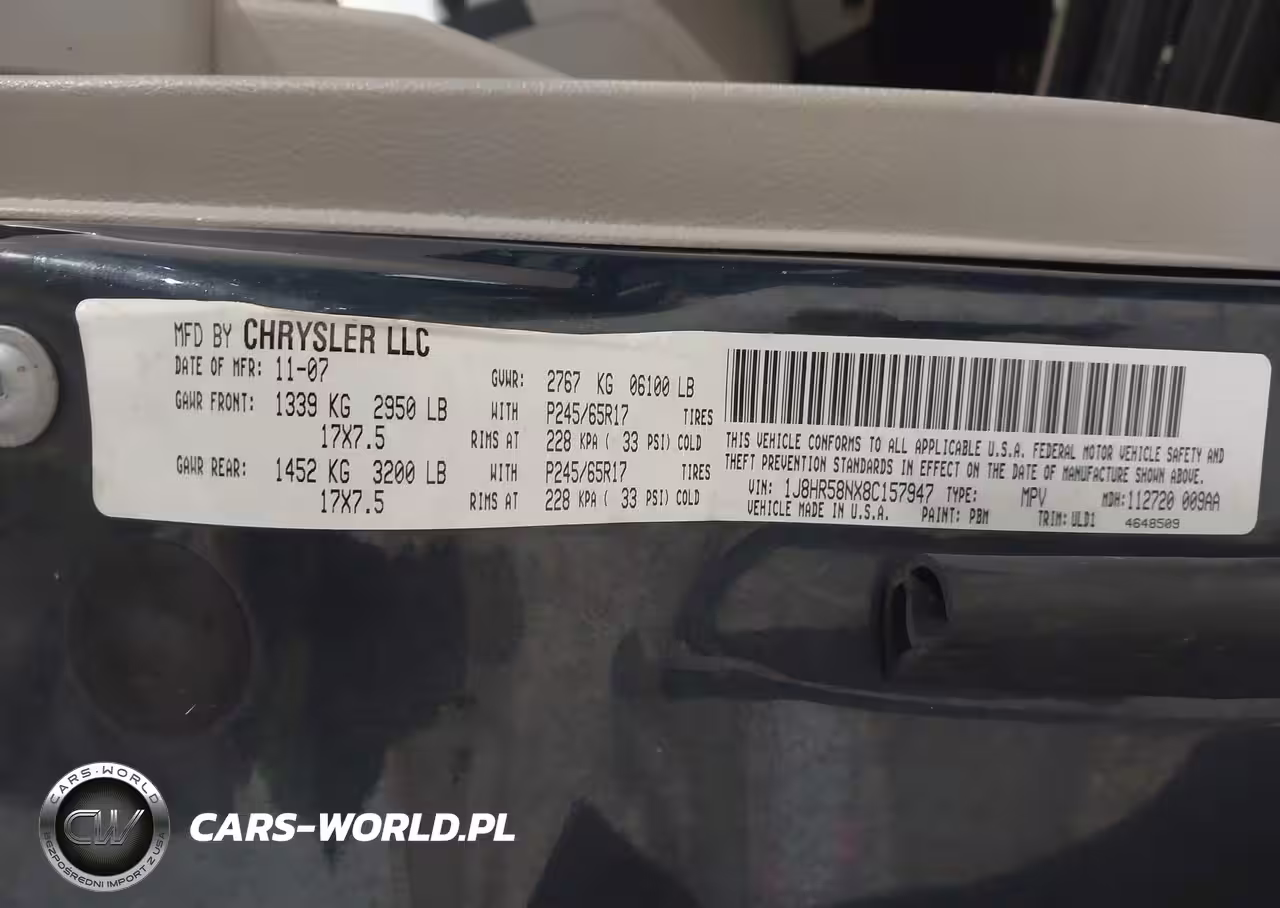 MFD BY CHRYSLER LLC
DATE OF MFR: 11-07
GVWR: 2767 KG 06100 LB
GAWR FRONT: 1339 KG 2950 LB WITH P245/65R17 TIRES
17X7.5 RIMS AT 228 KPA ( 33 PSI) COLD
GAWR REAR: 1452 KG 3200 LB WITH P245/65R17 TIRES
17X7.5 RIMS AT 228 KPA ( 33 PSI) COLD
THIS VEHICLE CONFORMS TO ALL APPLICABLE U.S.A. FEDERAL MOTOR VEHICLE SAFETY AND
THEFT PREVENTION STANDARDS IN EFFECT ON THE DATE OF MANUFACTURE SHOWN ABOVE.
VIN: 1J8HR58NX8C157947 TYPE: MPV MDH:112720 009AA
VEHICLE MADE IN U.S.A. PAINT: PBM TRIM: ULD1 4648509
CARS-WORLD
CW
BEZPOŚREDNI IMPORT Z USA
CARS-WORLD.PL